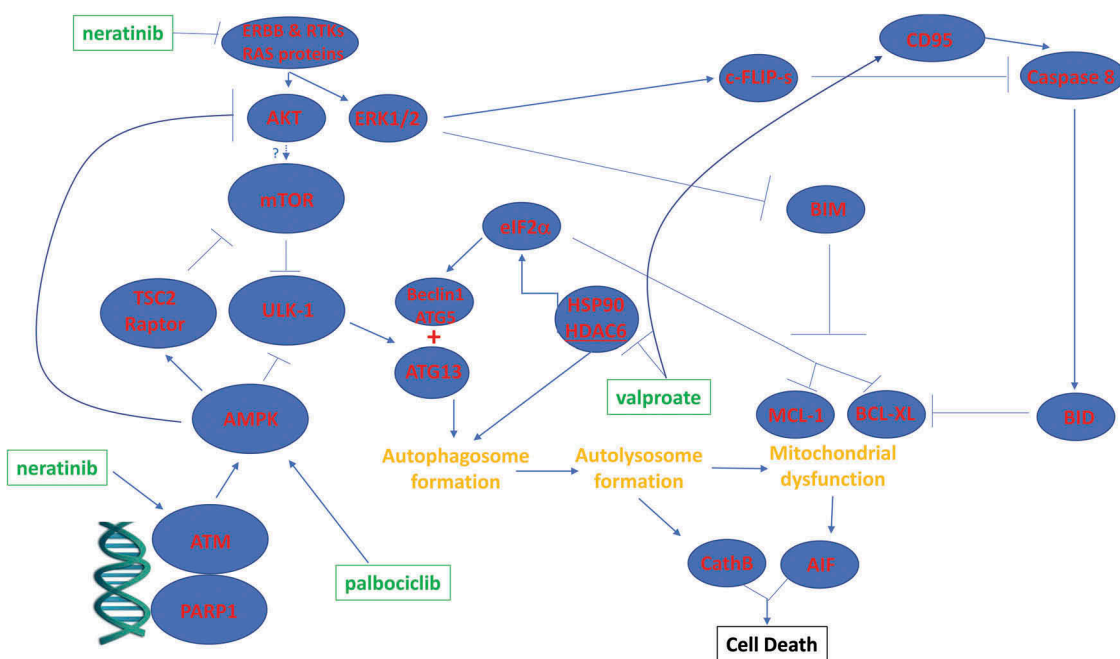 neratinib
ERBB & RTKs
RAS proteins
CD95
c-FLIP-s
Caspase 8
AKT
ERK1/2
?
mTOR
BIM
eIF2α
TSC2
Raptor
ULK-1
Beclin1
ATG5
+
ATG13
HSP90
HDAC6
valproate
AMPK
MCL-1
BCL-XL
BID
neratinib
Autophagosome
formation
Autolysosome
formation
Mitochondrial
dysfunction
ATM
PARP1
palbociclib
CathB
AIF
Cell Death